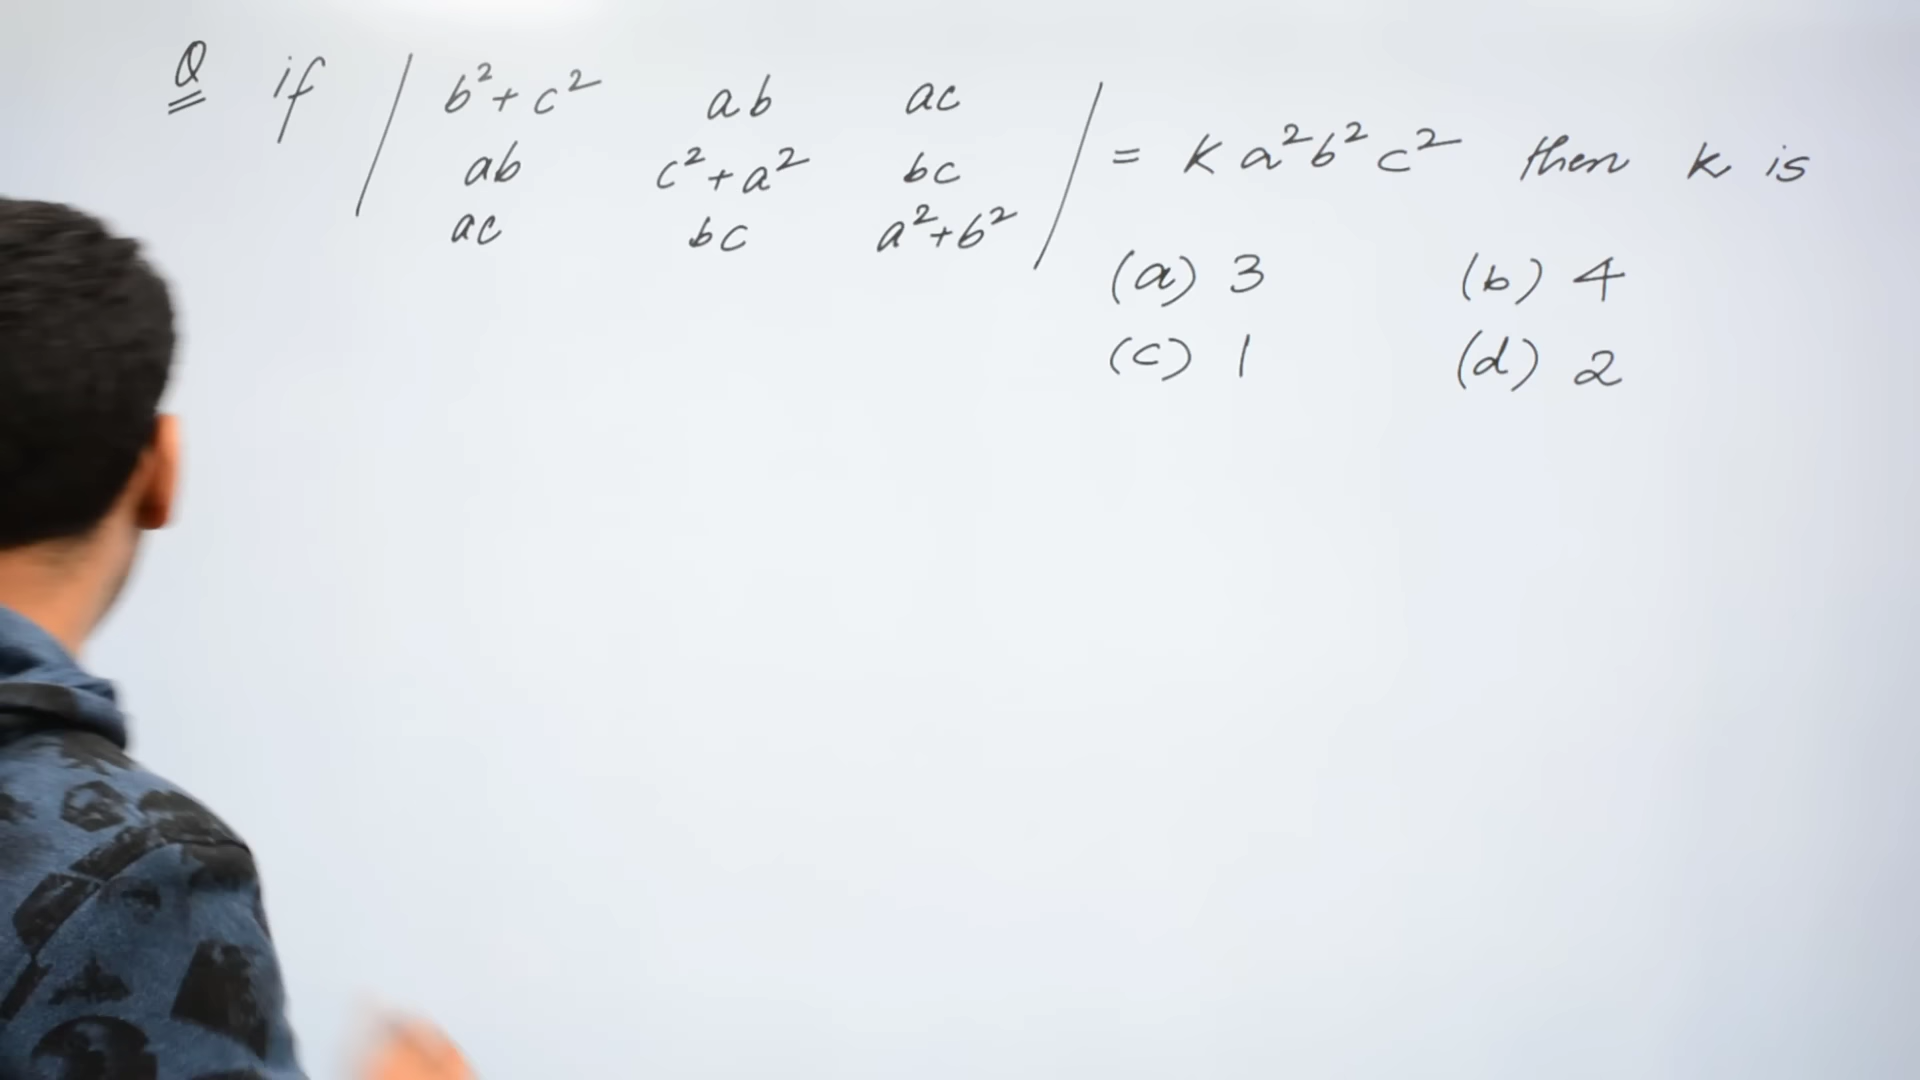 Q if | b²+c² ab ac |
ab c²+a² bc = K a²b²c² then k is
ac bc a²+b²
(a) 3 (b) 4
(c) 1 (d) 2